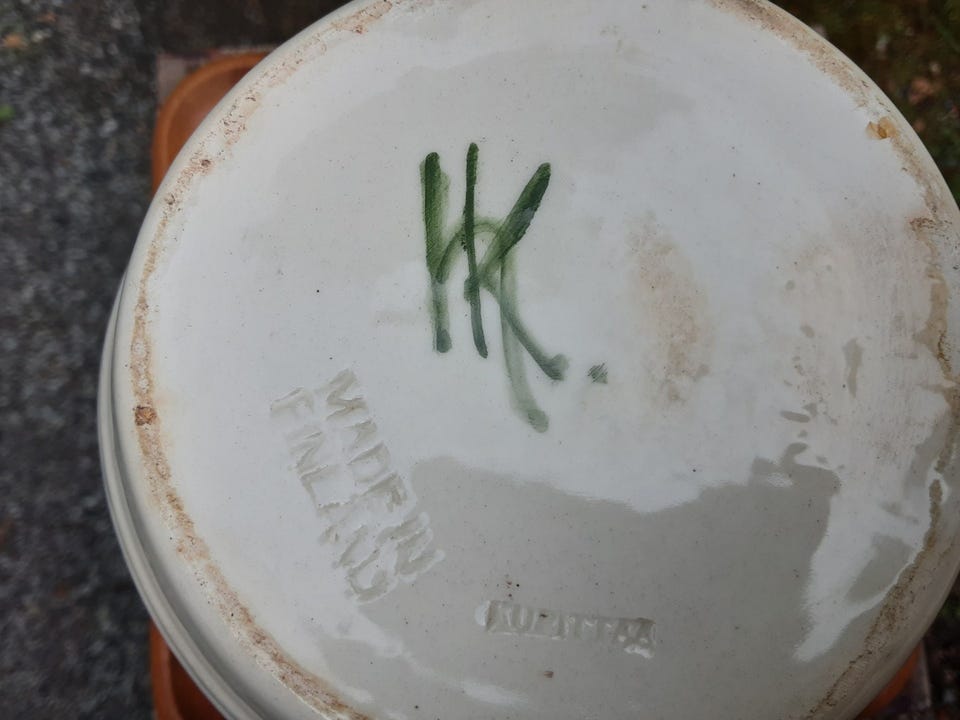 HK.
MADE IN
FINLAND
KUPITTAA